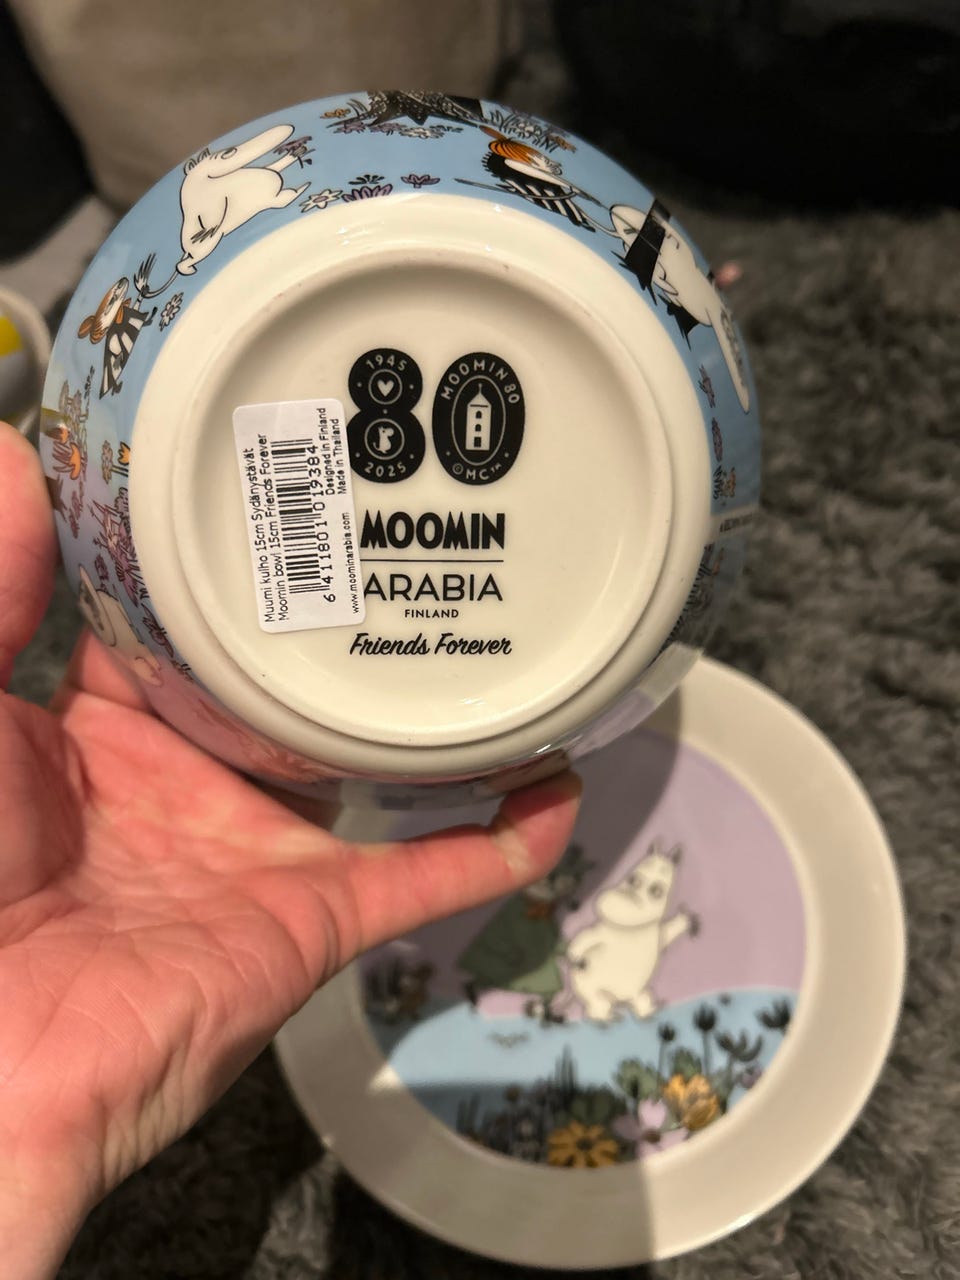 1945
2025
MOOMIN 80
© MC™
MOOMIN
ARABIA
FINLAND
Friends Forever
Muumi kulho 15cm Sydänystävät
Moomin bowl 15cm Friends Forever
6 411801 019384
Designed in Finland
Made in Thailand
www.moominarabia.com